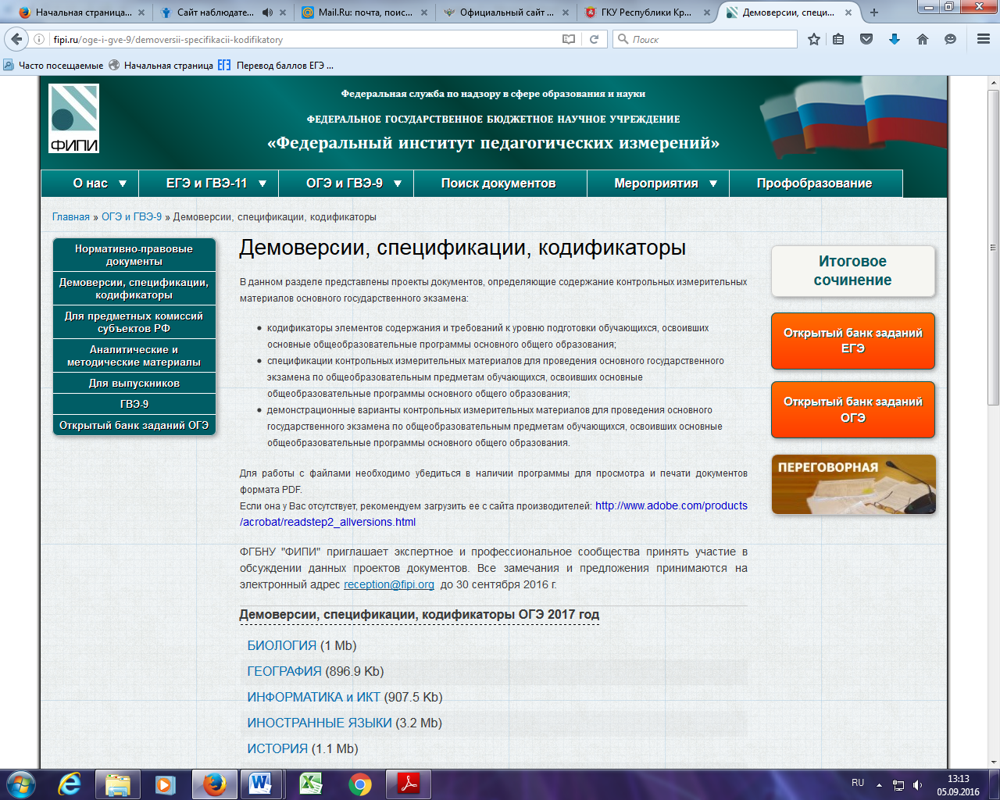 Начальная страница...
Сайт наблюдате...
Mail.Ru: почта, поис...
Официальный сайт ...
ГКУ Республики Кр...
Демоверсии, специ...
fipi.ru/oge-i-gve-9/demoversii-specifikacii-kodifikatory
Поиск
Часто посещаемые
Начальная страница
Перевод баллов ЕГЭ ...
Федеральная служба по надзору в сфере образования и науки
ФЕДЕРАЛЬНОЕ ГОСУДАРСТВЕННОЕ БЮДЖЕТНОЕ НАУЧНОЕ УЧРЕЖДЕНИЕ
«Федеральный институт педагогических измерений»
ФИПИ
О нас
ЕГЭ и ГВЭ-11
ОГЭ и ГВЭ-9
Поиск документов
Мероприятия
Профобразование
Главная » ОГЭ и ГВЭ-9 » Демоверсии, спецификации, кодификаторы
Нормативно-правовые
документы
Демоверсии, спецификации,
кодификаторы
Для предметных комиссий
субъектов РФ
Аналитические и
методические материалы
Для выпускников
ГВЭ-9
Открытый банк заданий ОГЭ
Демоверсии, спецификации, кодификаторы
В данном разделе представлены проекты документов, определяющие содержание контрольных измерительных
материалов основного государственного экзамена:
кодификаторы элементов содержания и требований к уровню подготовки обучающихся, освоивших
основные общеобразовательные программы основного общего образования;
спецификации контрольных измерительных материалов для проведения основного государственного
экзамена по общеобразовательным предметам обучающихся, освоивших основные
общеобразовательные программы основного общего образования;
демонстрационные варианты контрольных измерительных материалов для проведения основного
государственного экзамена по общеобразовательным предметам обучающихся, освоивших основные
общеобразовательные программы основного общего образования.
Для работы с файлами необходимо убедиться в наличии программы для просмотра и печати документов
формата PDF.
Если она у Вас отсутствует, рекомендуем загрузить ее с сайта производителей: http://www.adobe.com/products
/acrobat/readstep2_allversions.html
ФГБНУ "ФИПИ" приглашает экспертное и профессиональное сообщества принять участие в
обсуждении данных проектов документов. Все замечания и предложения принимаются на
электронный адрес reception@fipi.org до 30 сентября 2016 г.
Демоверсии, спецификации, кодификаторы ОГЭ 2017 год
БИОЛОГИЯ (1 Mb)
ГЕОГРАФИЯ (896.9 Kb)
ИНФОРМАТИКА и ИКТ (907.5 Kb)
ИНОСТРАННЫЕ ЯЗЫКИ (3.2 Mb)
ИСТОРИЯ (1.1 Mb)
Итоговое
сочинение
Открытый банк заданий
ЕГЭ
Открытый банк заданий
ОГЭ
ПЕРЕГОВОРНАЯ
RU
13:13
05.09.2016